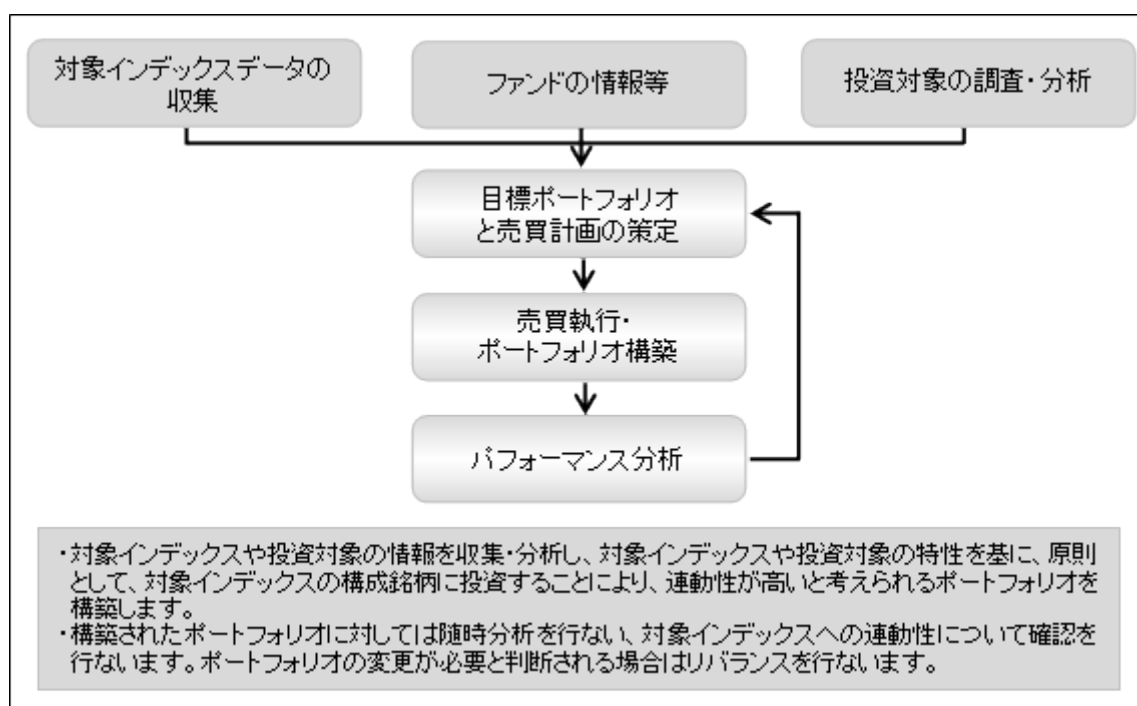 対象インデックスデータの
収集
ファンドの情報等
投資対象の調査・分析
目標ポートフォリオ
と売買計画の策定
売買執行・
ポートフォリオ構築
パフォーマンス分析
・対象インデックスや投資対象の情報を収集・分析し、対象インデックスや投資対象の特性を基に、原則
として、対象インデックスの構成銘柄に投資することにより、連動性が高いと考えられるポートフォリオを
構築します。
・構築されたポートフォリオに対しては随時分析を行ない、対象インデックスへの連動性について確認を
行ないます。ポートフォリオの変更が必要と判断される場合はリバランスを行ないます。